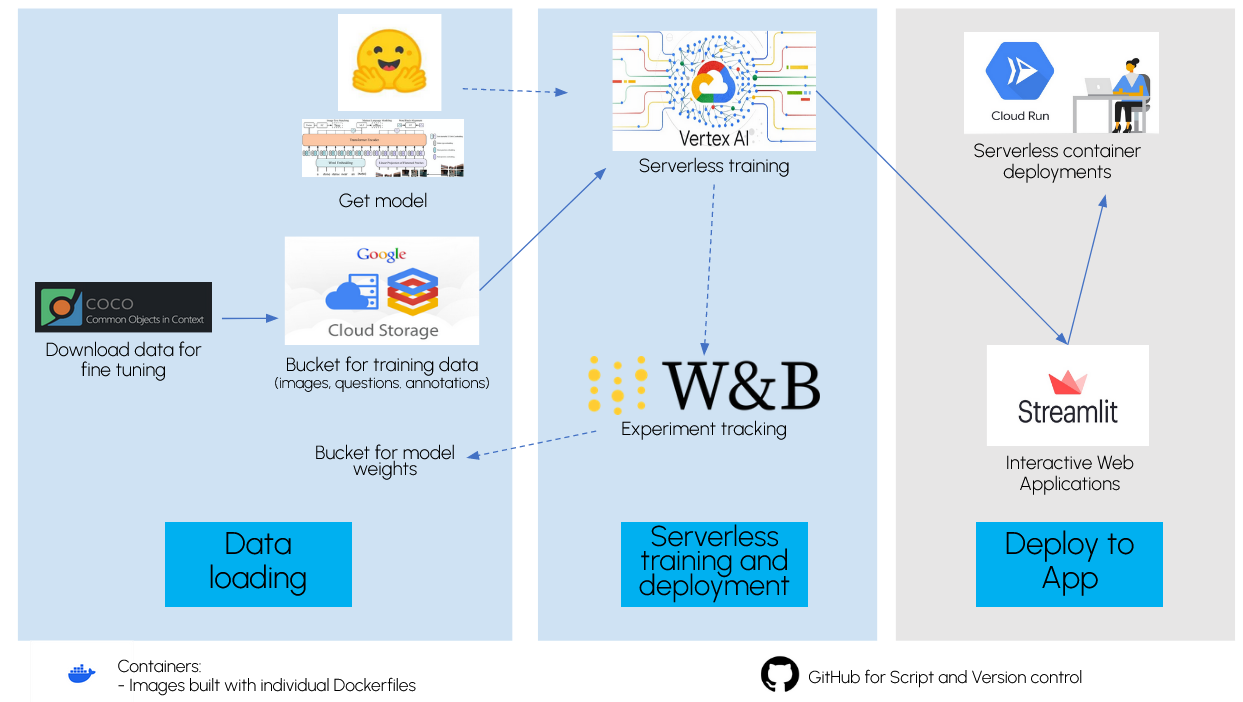 Get model
COCO
Common Objects in Context
Download data for
fine tuning
Google
Cloud Storage
Bucket for training data
(images, questions. annotations)
Bucket for model
weights
Data
loading
Vertex AI
Serverless training
W&B
Experiment tracking
Serverless
training and
deployment
Cloud Run
Serverless container
deployments
Streamlit
Interactive Web
Applications
Deploy to
App
Containers:
- Images built with individual Dockerfiles
GitHub for Script and Version control